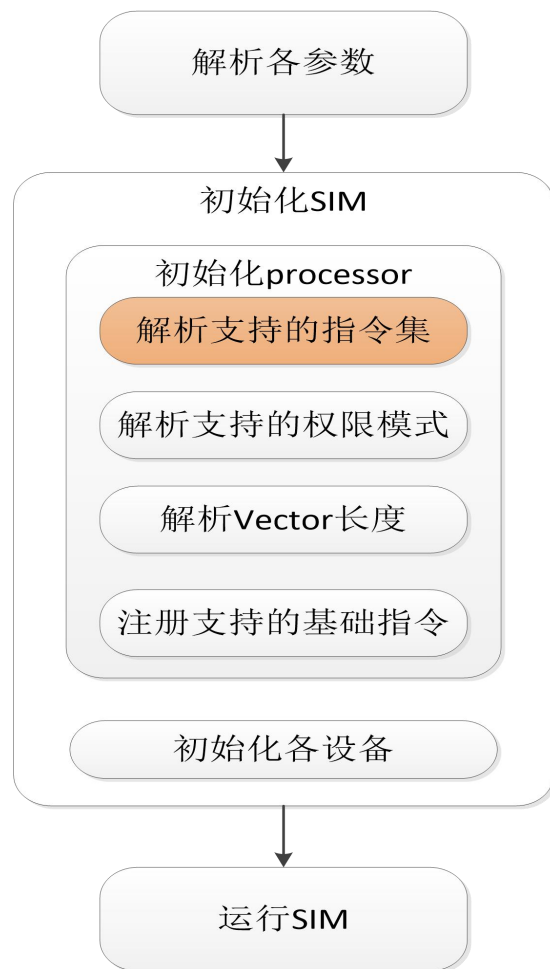 解析各参数
初始化SIM
初始化processor
解析支持的指令集
解析支持的权限模式
解析Vector长度
注册支持的基础指令
初始化各设备
运行SIM